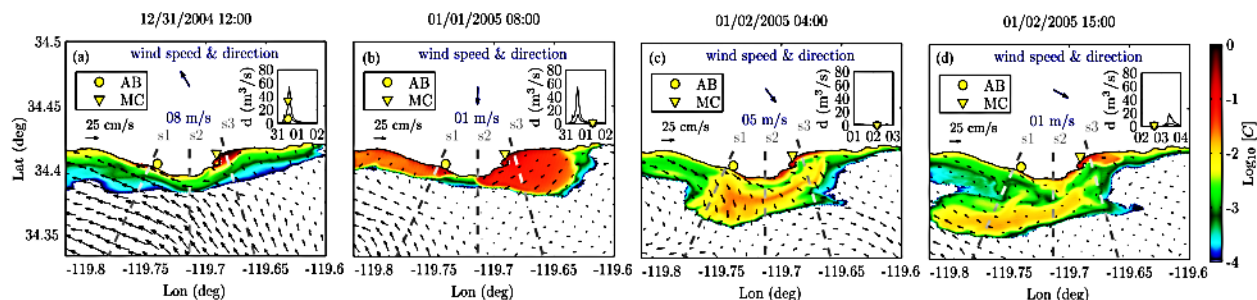 12/31/2004 12:00
01/01/2005 08:00
01/02/2005 04:00
01/02/2005 15:00
34.5
34.45
34.4
34.35
Lat (deg)
(a) wind speed & direction
AB
MC
25 cm/s
08 m/s
s1 s2 s3
d (m³/s)
80
60
40
20
0
31 01 02
-119.8 -119.75 -119.7 -119.65 -119.6
Lon (deg)
(b) wind speed & direction
AB
MC
25 cm/s
01 m/s
s1 s2 s3
d (m³/s)
80
60
40
20
0
31 01 02
-119.8 -119.75 -119.7 -119.65 -119.6
Lon (deg)
(c) wind speed & direction
AB
MC
25 cm/s
05 m/s
s1 s2 s3
d (m³/s)
80
60
40
20
0
01 02 03
-119.8 -119.75 -119.7 -119.65 -119.6
Lon (deg)
(d) wind speed & direction
AB
MC
25 cm/s
01 m/s
s1 s2 s3
d (m³/s)
80
60
40
20
0
02 03 04
-119.8 -119.75 -119.7 -119.65 -119.6
Lon (deg)
0
-1
-2
-3
-4
Log10 [C]